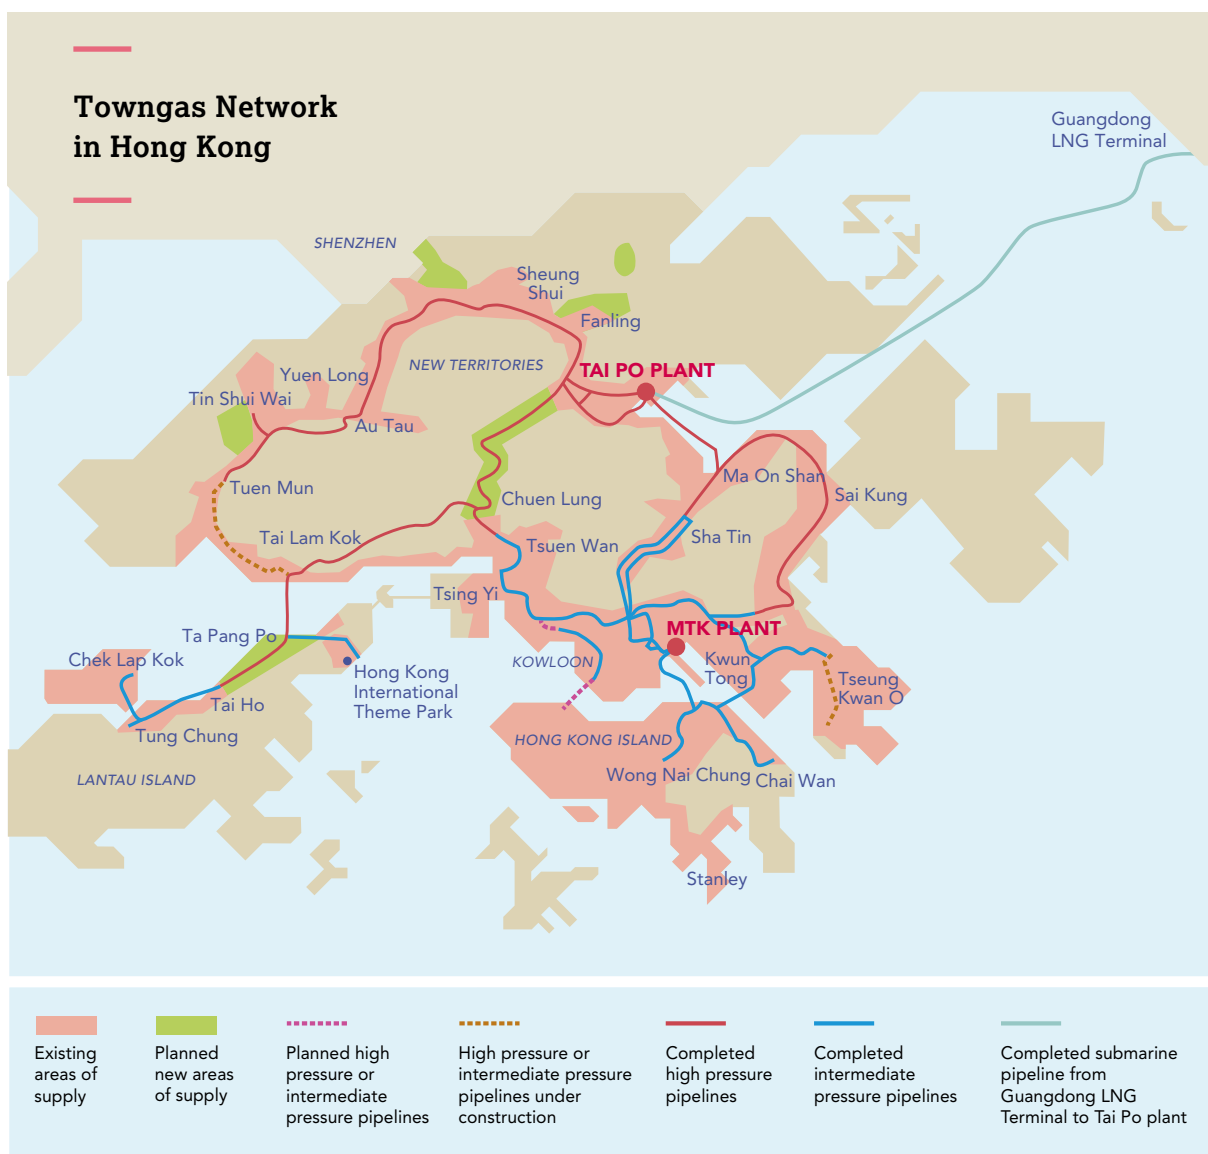 Towngas Network
in Hong Kong
Guangdong
LNG Terminal
SHENZHEN
Sheung
Shui
Fanling
NEW TERRITORIES
TAI PO PLANT
Yuen Long
Tin Shui Wai
Au Tau
Ma On Shan
Sai Kung
Tuen Mun
Chuen Lung
Tai Lam Kok
Tsuen Wan
Sha Tin
Tsing Yi
Ta Pang Po
MTK PLANT
Chek Lap Kok
KOWLOON
Kwun
Tong
Hong Kong
International
Theme Park
Tseung
Kwan O
Tai Ho
Tung Chung
HONG KONG ISLAND
LANTAU ISLAND
Wong Nai Chung
Chai Wan
Stanley
Existing
areas of
supply
Planned
new areas
of supply
Planned high
pressure or
intermediate
pressure pipelines
High pressure or
intermediate pressure
pipelines under
construction
Completed
high pressure
pipelines
Completed
intermediate
pressure pipelines
Completed submarine
pipeline from
Guangdong LNG
Terminal to Tai Po plant